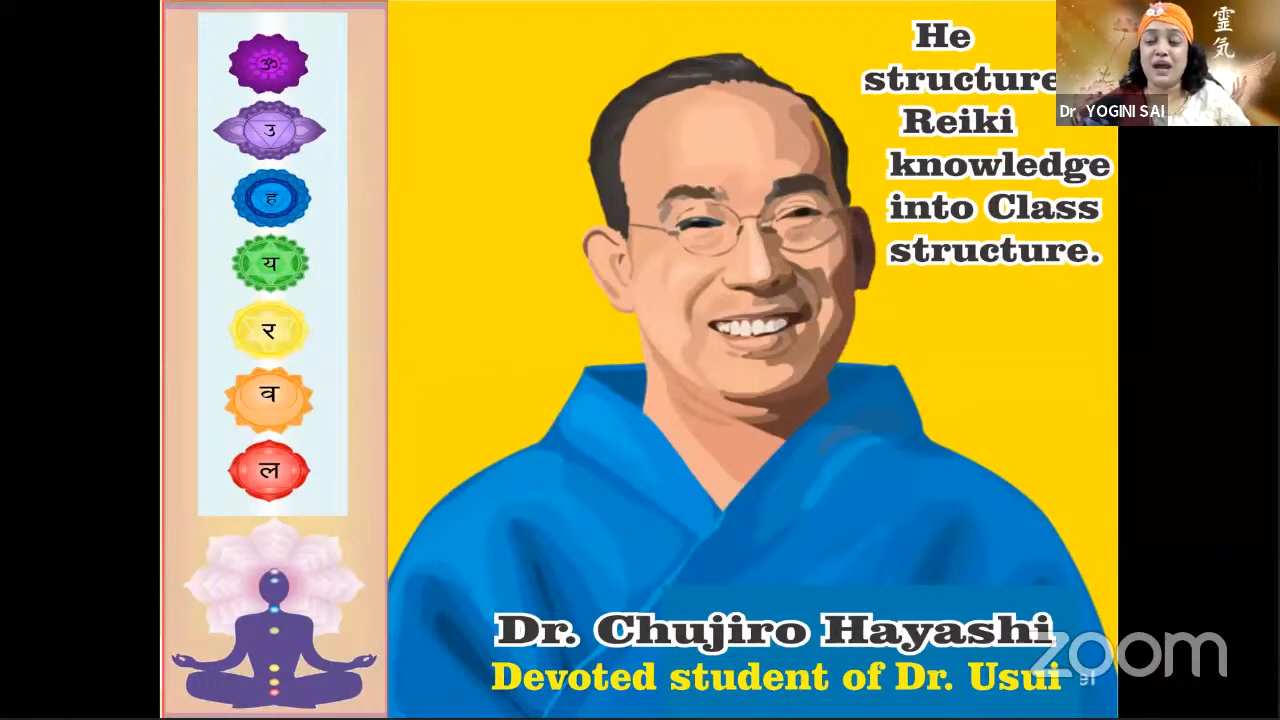 He
structure
Reiki
knowledge
into Class
structure.
靈
気
Dr YOGINI SAI
ॐ
उ
ह
य
र
व
ल
Dr. Chujiro Hayashi
Devoted student of Dr. Usui
zoom